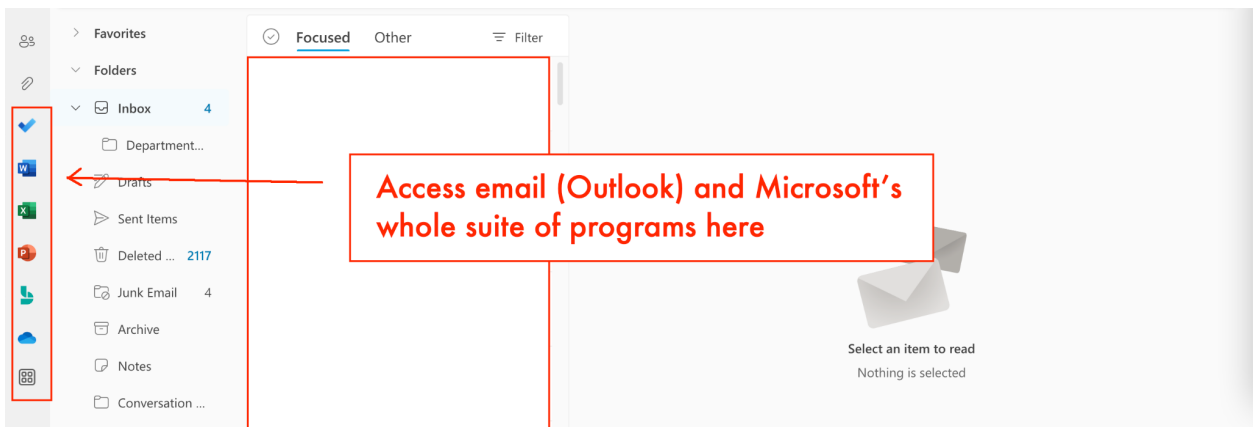 Favorites
Folders
Inbox 4
Department...
Drafts
Sent Items
Deleted ... 2117
Junk Email 4
Archive
Notes
Conversation ...
Focused Other Filter
Access email (Outlook) and Microsoft's
whole suite of programs here
Select an item to read
Nothing is selected
W
X
P
b